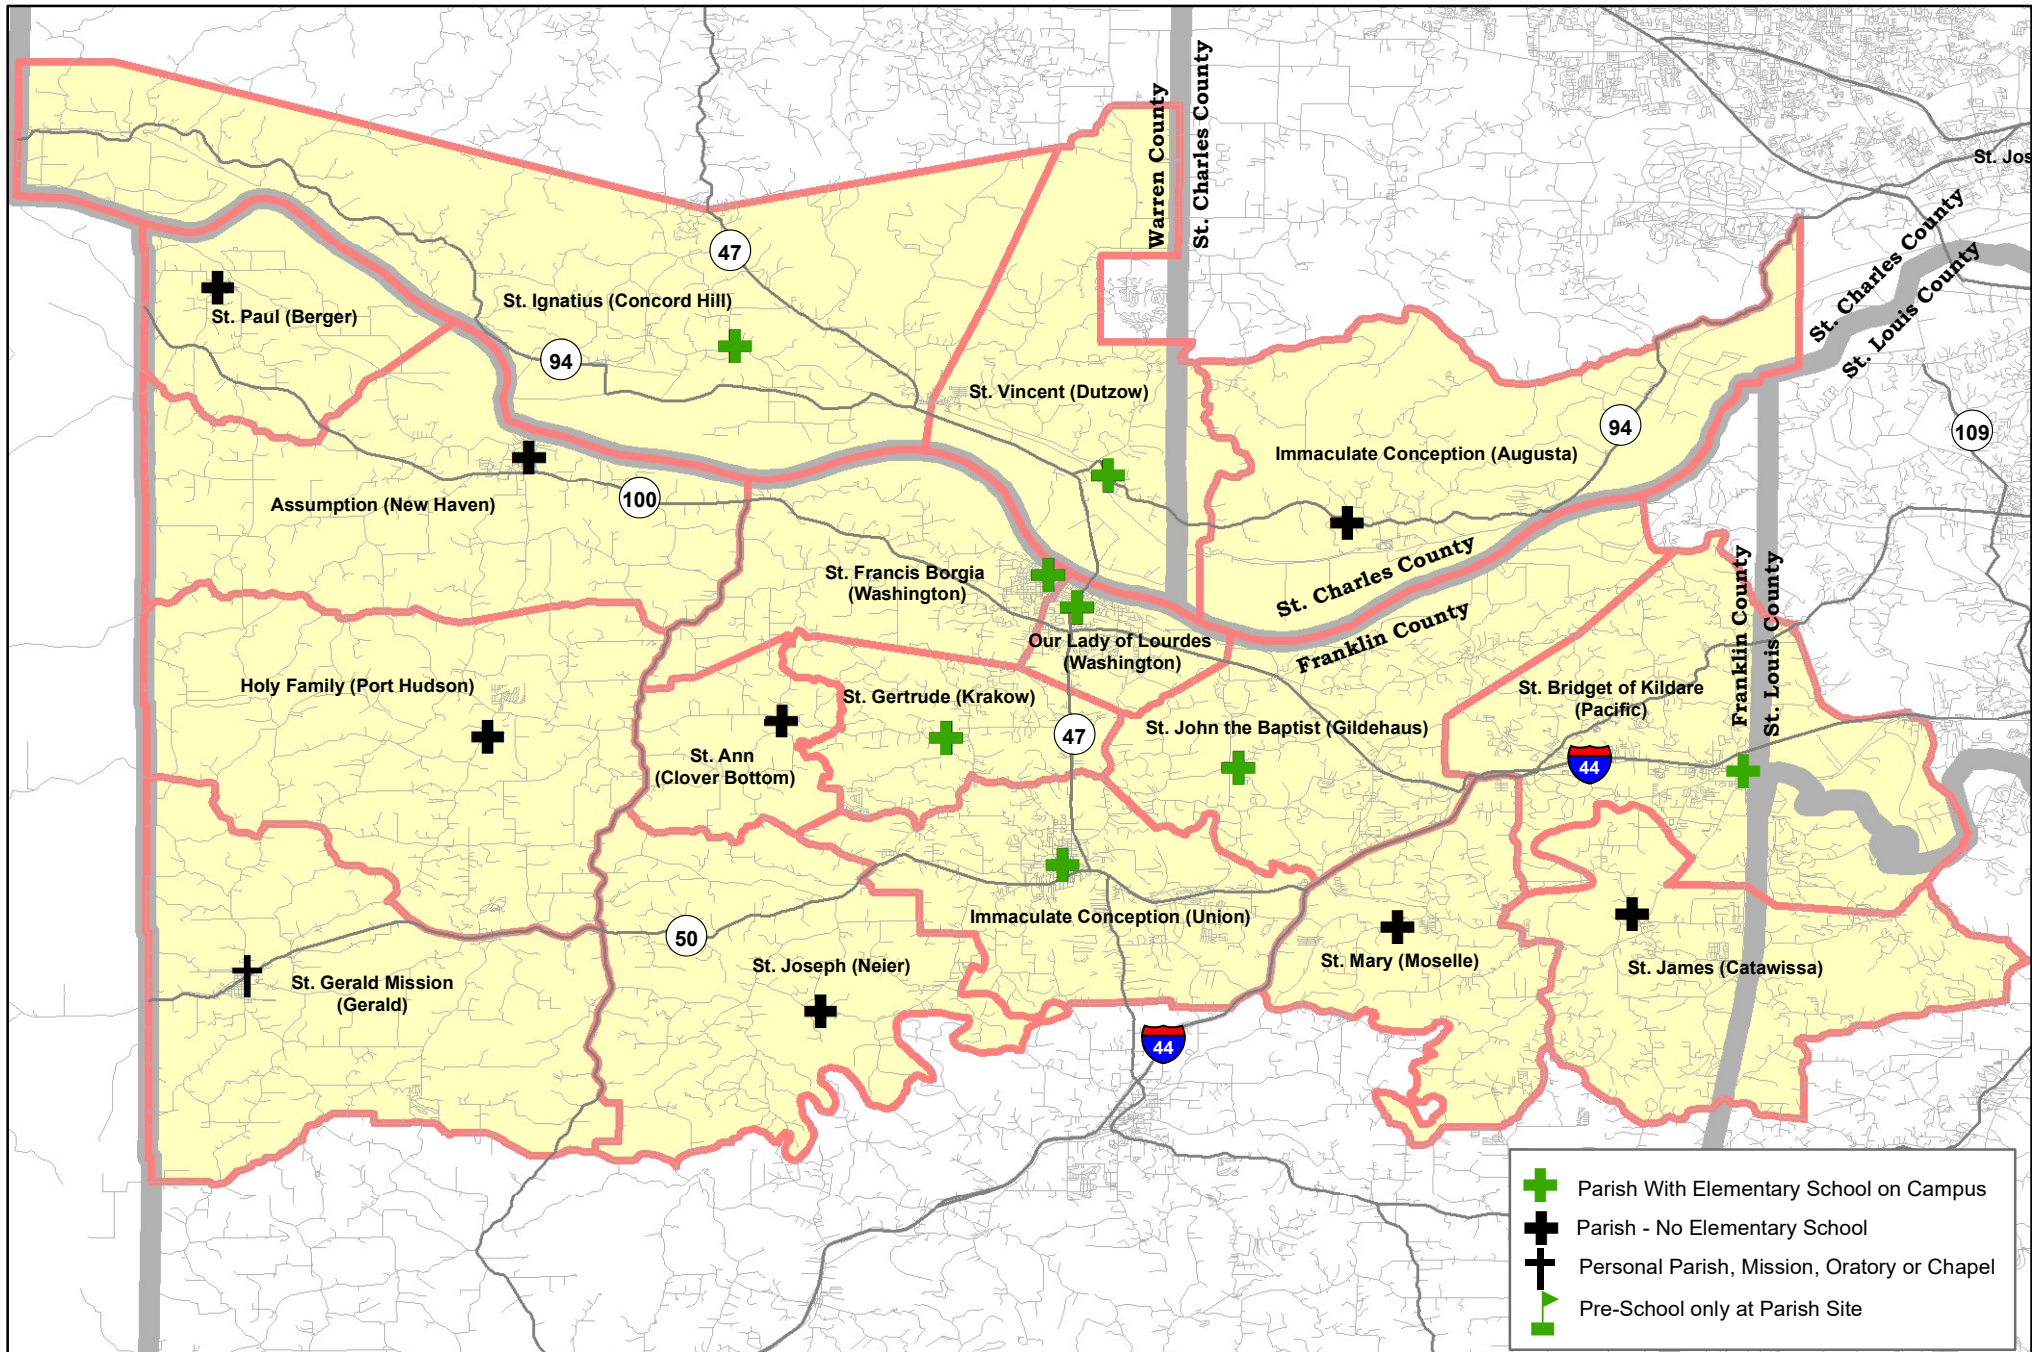 Warren County
St. Charles County
St. Jos
47
St. Charles County
St. Louis County
St. Paul (Berger)
St. Ignatius (Concord Hill)
94
St. Vincent (Dutzow)
94
109
Immaculate Conception (Augusta)
Assumption (New Haven)
100
St. Charles County
Franklin County
St. Francis Borgia
(Washington)
Our Lady of Lourdes
(Washington)
Franklin County
St. Louis County
Holy Family (Port Hudson)
St. Gertrude (Krakow)
St. Bridget of Kildare
(Pacific)
47
St. John the Baptist (Gildehaus)
St. Ann
(Clover Bottom)
44
Immaculate Conception (Union)
50
St. Joseph (Neier)
St. Mary (Moselle)
St. James (Catawissa)
St. Gerald Mission
(Gerald)
44
Parish With Elementary School on Campus
Parish - No Elementary School
Personal Parish, Mission, Oratory or Chapel
Pre-School only at Parish Site